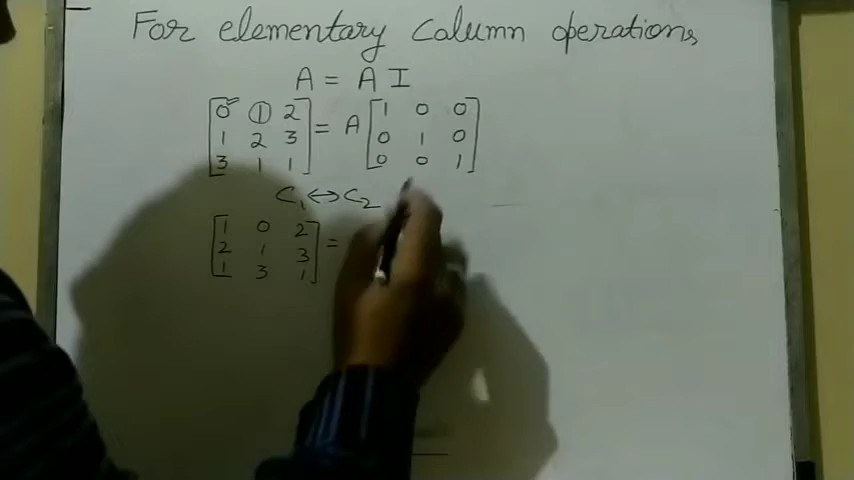 For elementary Column operations
A = A I
[0 1 2] [1 0 0]
[1 2 3] = A [0 1 0]
[3 1 1] [0 0 1]
C₁ ↔ C₂
[1 0 2]
[2 1 3] =
[1 3 1]